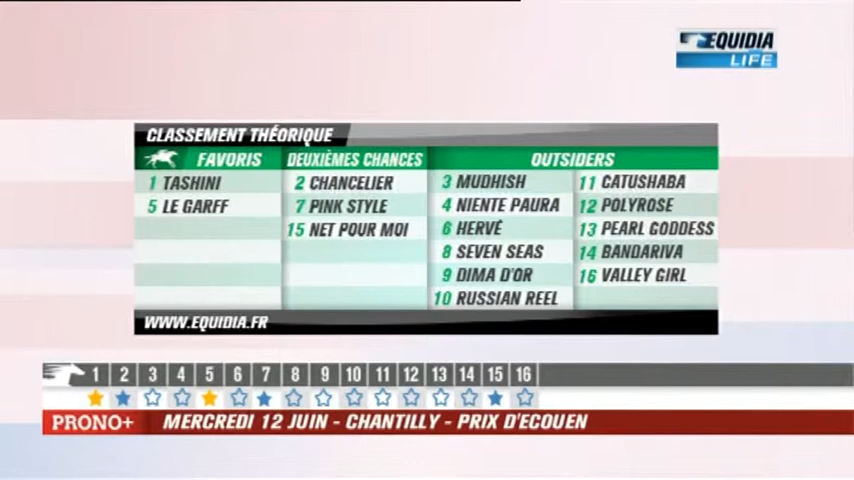 EQUIDIA
LIFE
CLASSEMENT THÉORIQUE
FAVORIS
1 TASHINI
5 LE GARFF
DEUXIÈMES CHANCES
2 CHANCELIER
7 PINK STYLE
15 NET POUR MOI
OUTSIDERS
3 MUDHISH
4 NIENTE PAURA
6 HERVÉ
8 SEVEN SEAS
9 DIMA D'OR
10 RUSSIAN REEL
11 CATUSHABA
12 POLYROSE
13 PEARL GODDESS
14 BANDARIVA
16 VALLEY GIRL
WWW.EQUIDIA.FR
1 2 3 4 5 6 7 8 9 10 11 12 13 14 15 16
PRONO+ MERCREDI 12 JUIN - CHANTILLY - PRIX D'ECOUEN